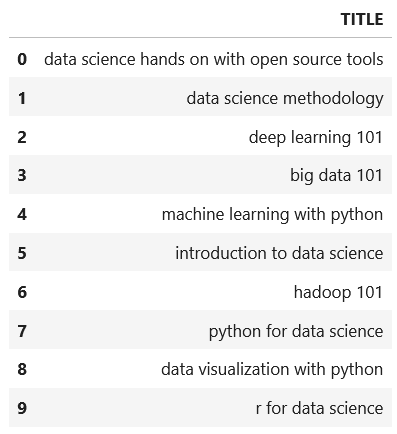 TITLE
0 data science hands on with open source tools
1 data science methodology
2 deep learning 101
3 big data 101
4 machine learning with python
5 introduction to data science
6 hadoop 101
7 python for data science
8 data visualization with python
9 r for data science